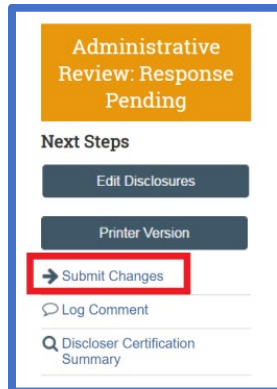 Administrative
Review: Response
Pending
Next Steps
Edit Disclosures
Printer Version
Submit Changes
Log Comment
Discloser Certification
Summary